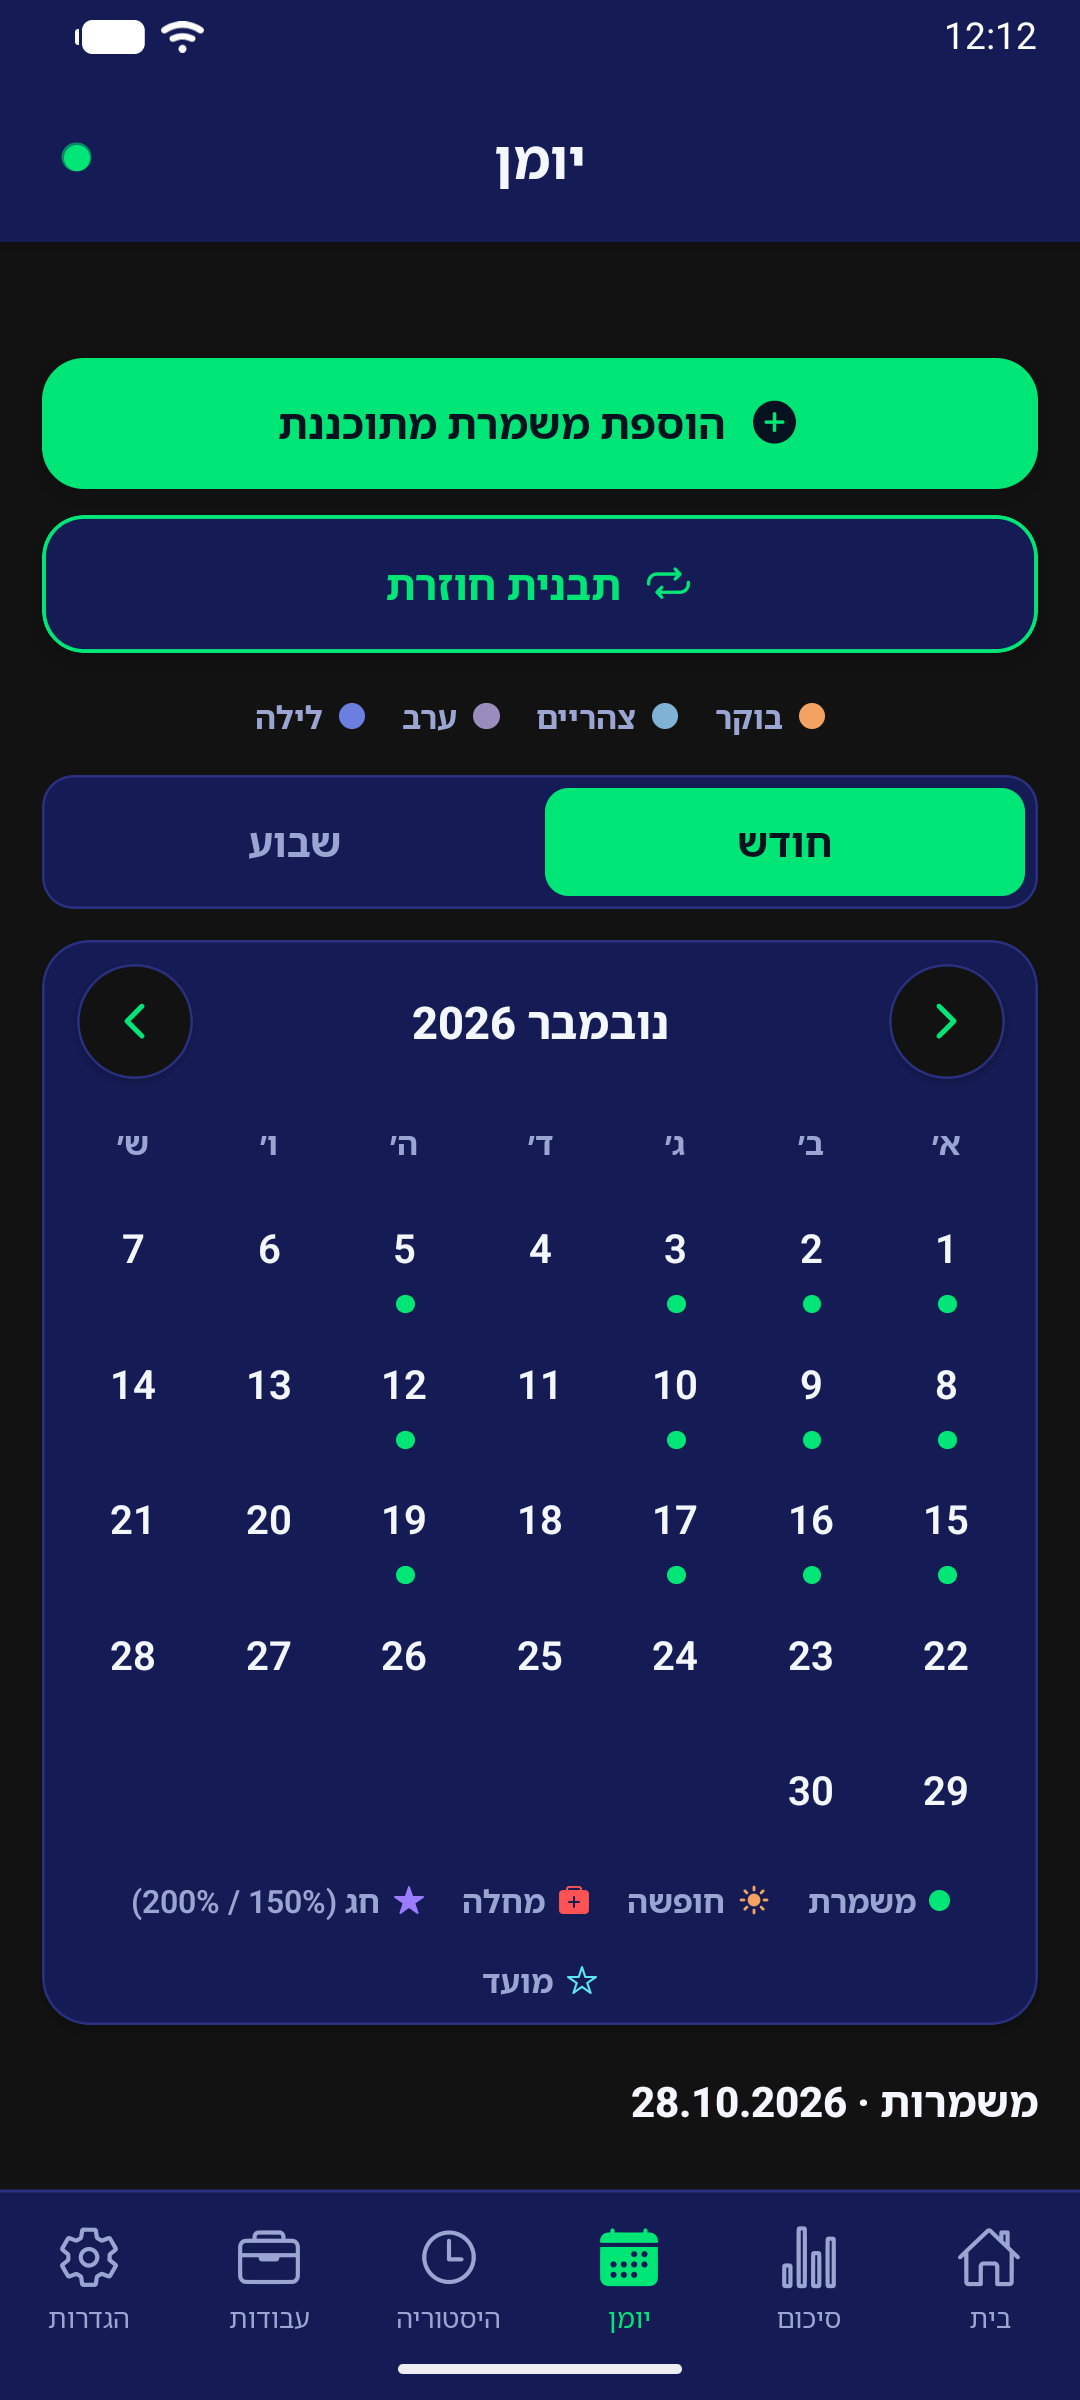 12:12
יומן
הוספת משמרת מתוכננת
תבנית חוזרת
בוקר צהריים ערב לילה
חודש שבוע
נובמבר 2026
א׳ ב׳ ג׳ ד׳ ה׳ ו׳ ש׳
1 2 3 4 5 6 7
8 9 10 11 12 13 14
15 16 17 18 19 20 21
22 23 24 25 26 27 28
29 30
משמרת חופשה מחלה חג (150% / 200%)
מועד
משמרות · 28.10.2026
בית סיכום יומן היסטוריה עבודות הגדרות